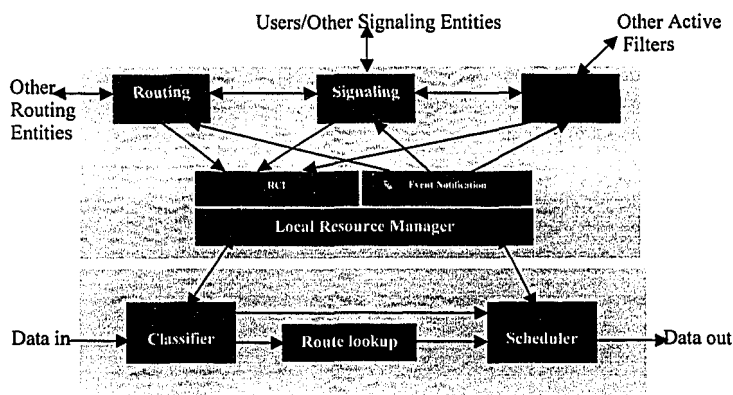 Users/Other Signaling Entities
Other Active
Filters
Other
Routing
Entities
Routing
Signaling
RCI
Event Notification
Local Resource Manager
Data in
Classifier
Route lookup
Scheduler
Data out